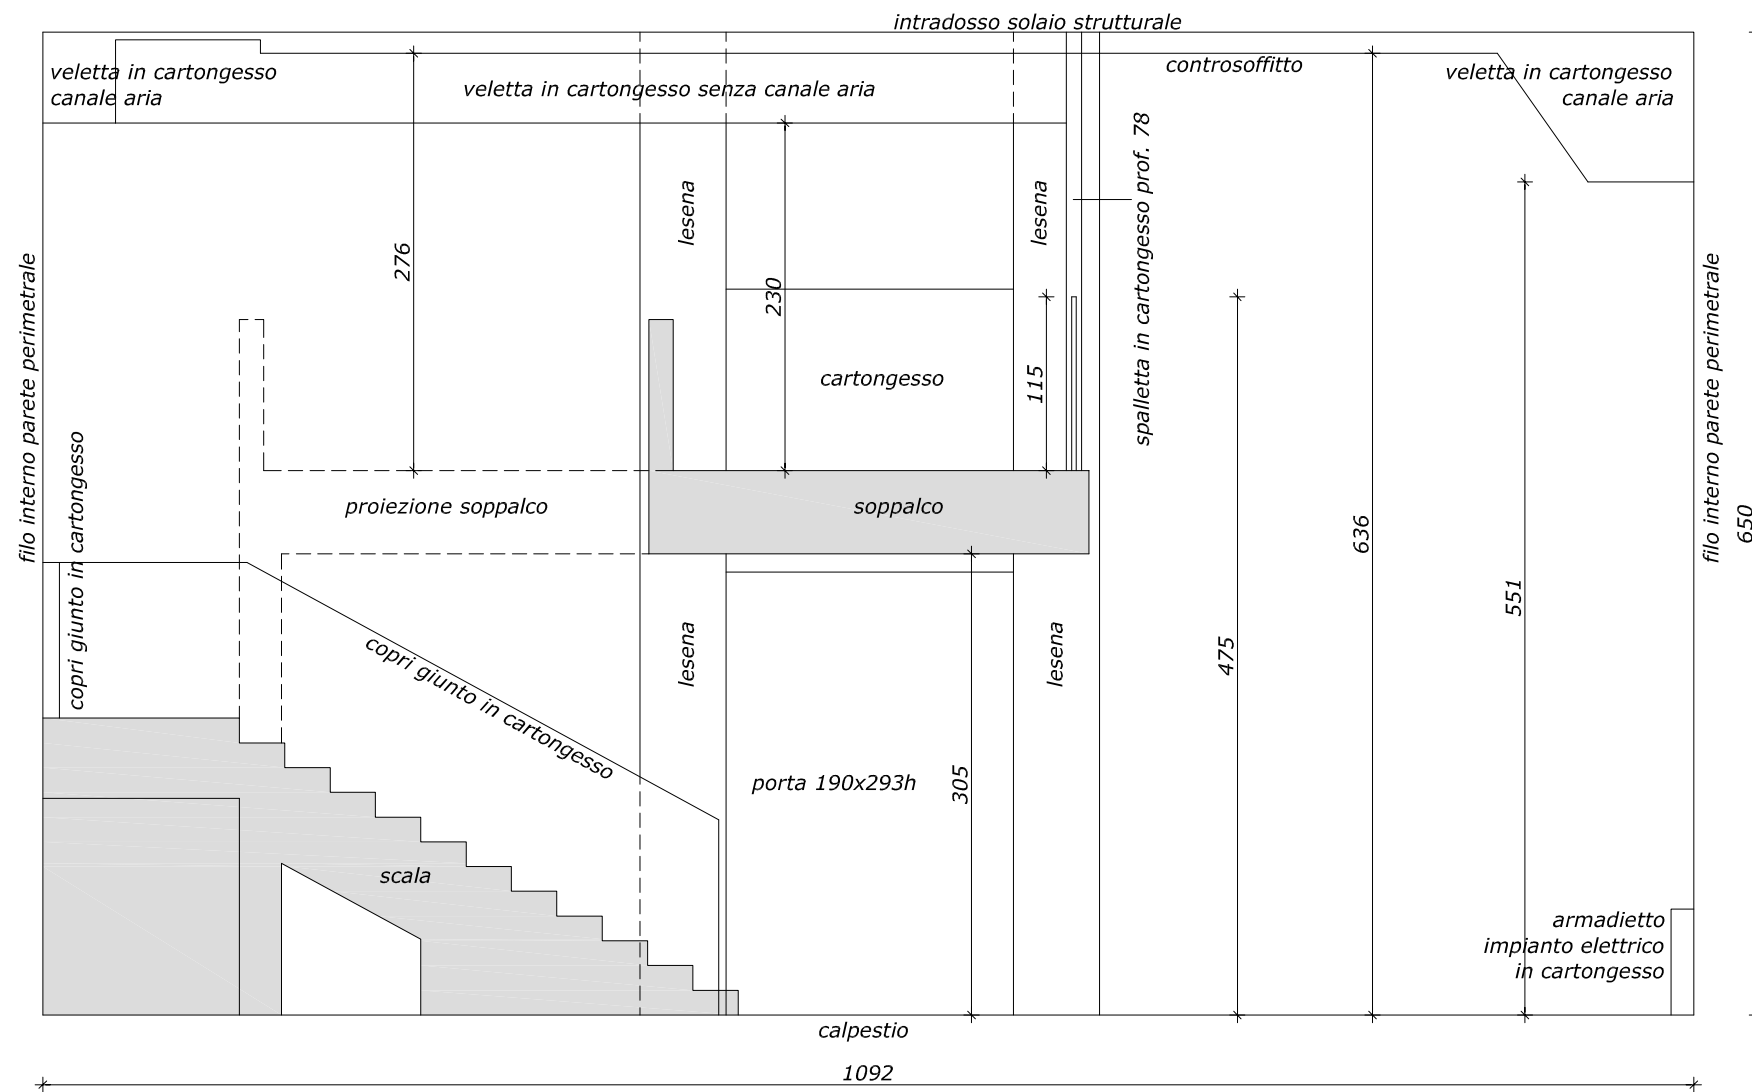 intradosso solaio strutturale
veletta in cartongesso
canale aria
veletta in cartongesso senza canale aria
controsoffitto
veletta in cartongesso
canale aria
filo interno parete perimetrale
276
lesena
230
lesena
spalletta in cartongesso prof. 78
cartongesso
115
filo interno parete perimetrale
650
copri giunto in cartongesso
proiezione soppalco
soppalco
636
551
475
copri giunto in cartongesso
lesena
lesena
porta 190x293h
305
scala
armadietto
impianto elettrico
in cartongesso
calpestio
1092